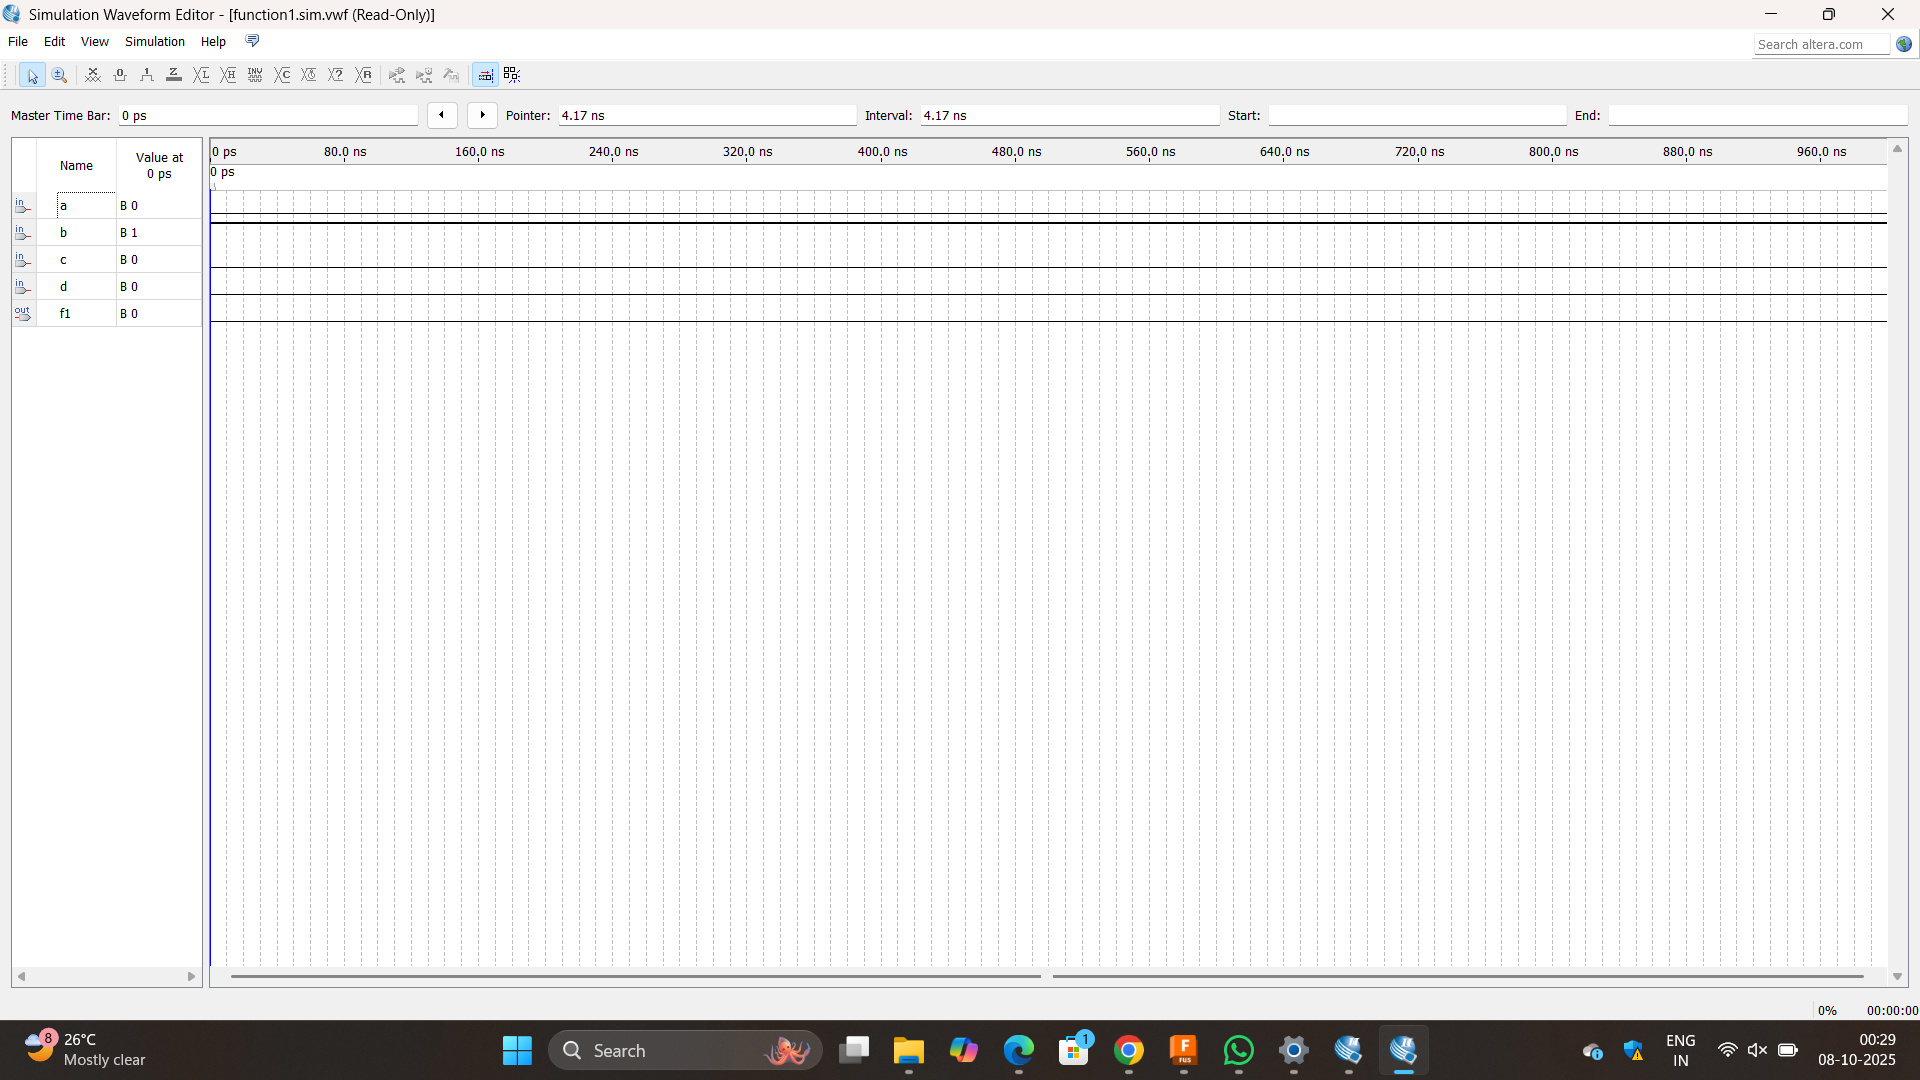 Simulation Waveform Editor - [function1.sim.vwf (Read-Only)]
File Edit View Simulation Help
Search altera.com
Master Time Bar: 0 ps Pointer: 4.17 ns Interval: 4.17 ns Start: End:
Name Value at 0 ps
0 ps 80.0 ns 160.0 ns 240.0 ns 320.0 ns 400.0 ns 480.0 ns 560.0 ns 640.0 ns 720.0 ns 800.0 ns 880.0 ns 960.0 ns
0 ps
in a B 0
in b B 1
in c B 0
in d B 0
out f1 B 0
0% 00:00:00
8 26°C
Mostly clear
Search
1
F
FUS
ENG
IN
00:29
08-10-2025